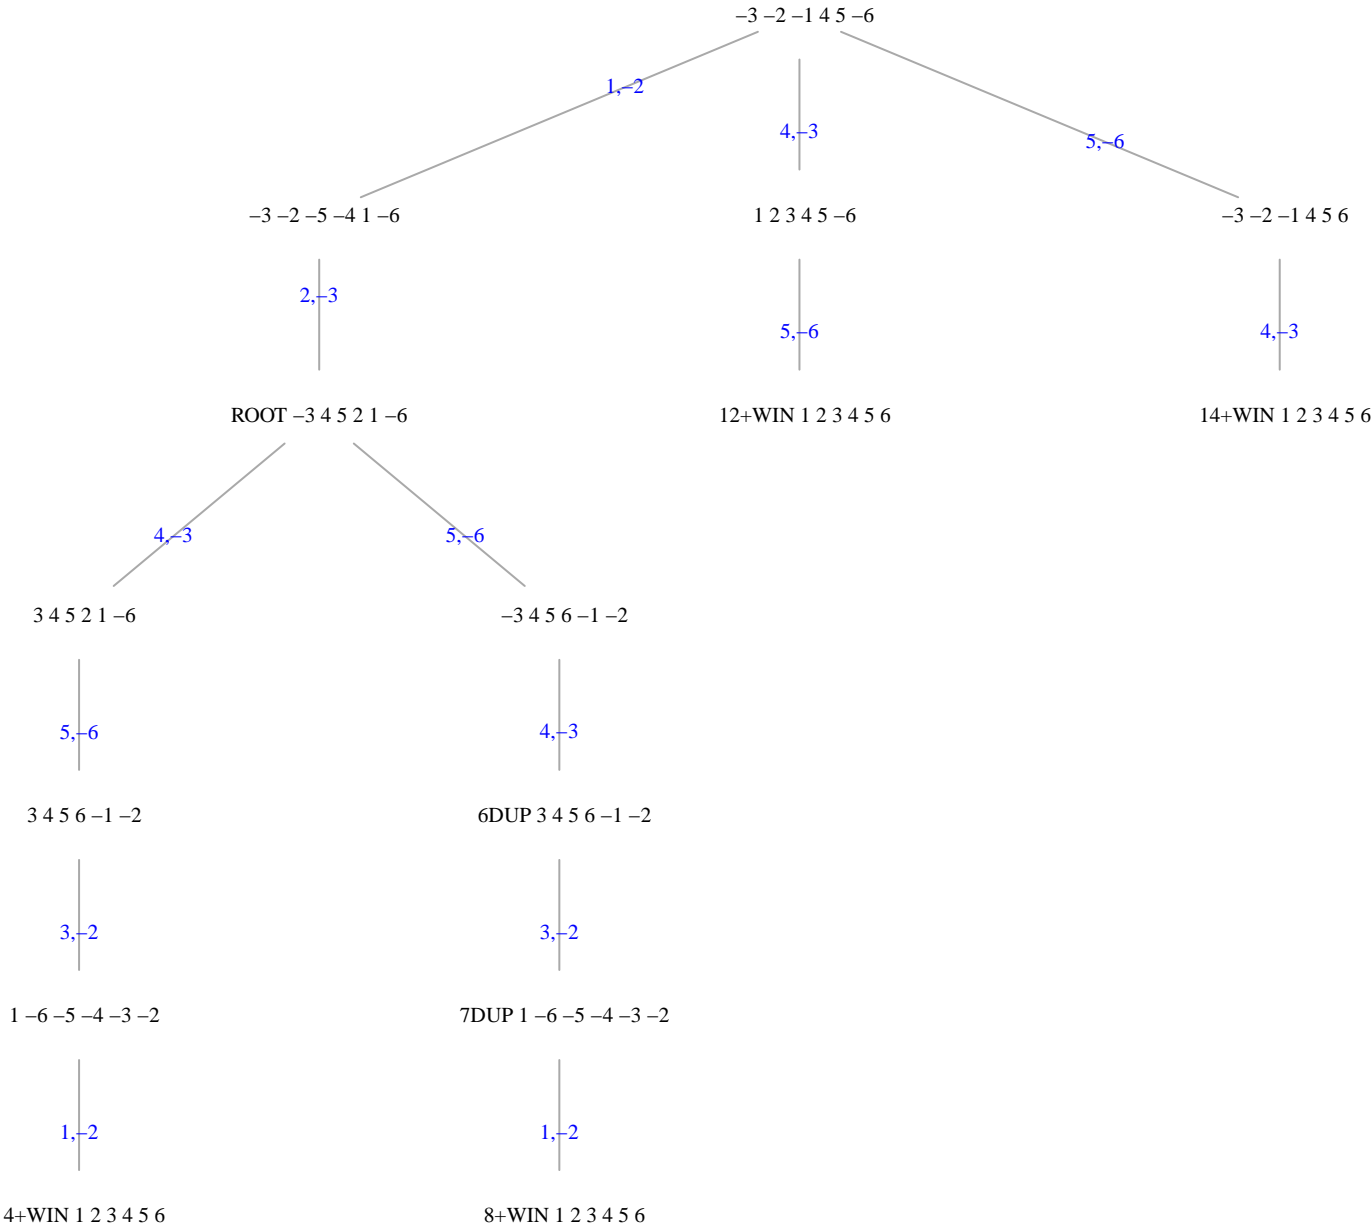 –3 –2 –1 4 5 –6
1,–2
4,–3
5,–6
–3 –2 –5 –4 1 –6
1 2 3 4 5 –6
–3 –2 –1 4 5 6
2,–3
5,–6
4,–3
ROOT –3 4 5 2 1 –6
12+WIN 1 2 3 4 5 6
14+WIN 1 2 3 4 5 6
4,–3
5,–6
3 4 5 2 1 –6
–3 4 5 6 –1 –2
5,–6
4,–3
3 4 5 6 –1 –2
6DUP 3 4 5 6 –1 –2
3,–2
3,–2
1 –6 –5 –4 –3 –2
7DUP 1 –6 –5 –4 –3 –2
1,–2
1,–2
4+WIN 1 2 3 4 5 6
8+WIN 1 2 3 4 5 6